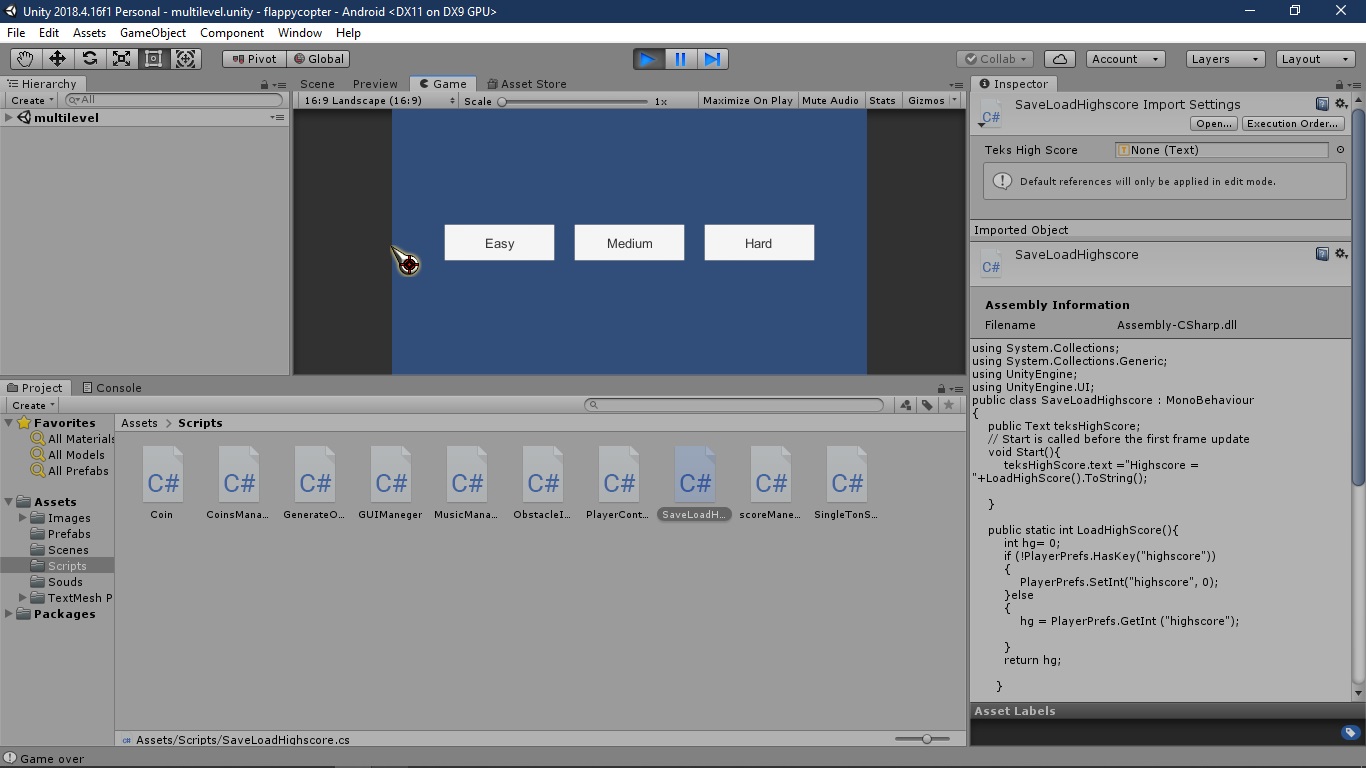 Unity 2018.4.16f1 Personal - multilevel.unity - flappycopter - Android <DX11 on DX9 GPU>
File Edit Assets GameObject Component Window Help
Pivot Global Collab Account Layers Layout
Hierarchy
Create All
multilevel
Scene Preview Game Asset Store
16:9 Landscape (16:9) Scale 1x Maximize On Play Mute Audio Stats Gizmos
Easy Medium Hard
Inspector
SaveLoadHighscore Import Settings
Open... Execution Order...
Teks High Score None (Text)
Default references will only be applied in edit mode.
Imported Object
SaveLoadHighscore
Assembly Information
Filename Assembly-CSharp.dll
using System.Collections;
using System.Collections.Generic;
using UnityEngine;
using UnityEngine.UI;
public class SaveLoadHighscore : MonoBehaviour
{
public Text teksHighScore;
// Start is called before the first frame update
void Start(){
teksHighScore.text ="Highscore =
"+LoadHighScore().ToString();
}
public static int LoadHighScore(){
int hg= 0;
if (!PlayerPrefs.HasKey("highscore"))
{
PlayerPrefs.SetInt("highscore", 0);
}else
{
hg = PlayerPrefs.GetInt ("highscore");
}
return hg;
}
Asset Labels
Project Console
Create
Favorites
All Materials
All Models
All Prefabs
Assets
Images
Prefabs
Scenes
Scripts
Souds
TextMesh P
Packages
Assets > Scripts
C# C# C# C# C# C# C# C# C# C#
Coin CoinsMana... GenerateO... GUIManeger MusicMana... ObstacleI... PlayerCont... SaveLoadH... scoreMane... SingleTonS...
Assets/Scripts/SaveLoadHighscore.cs
Game over